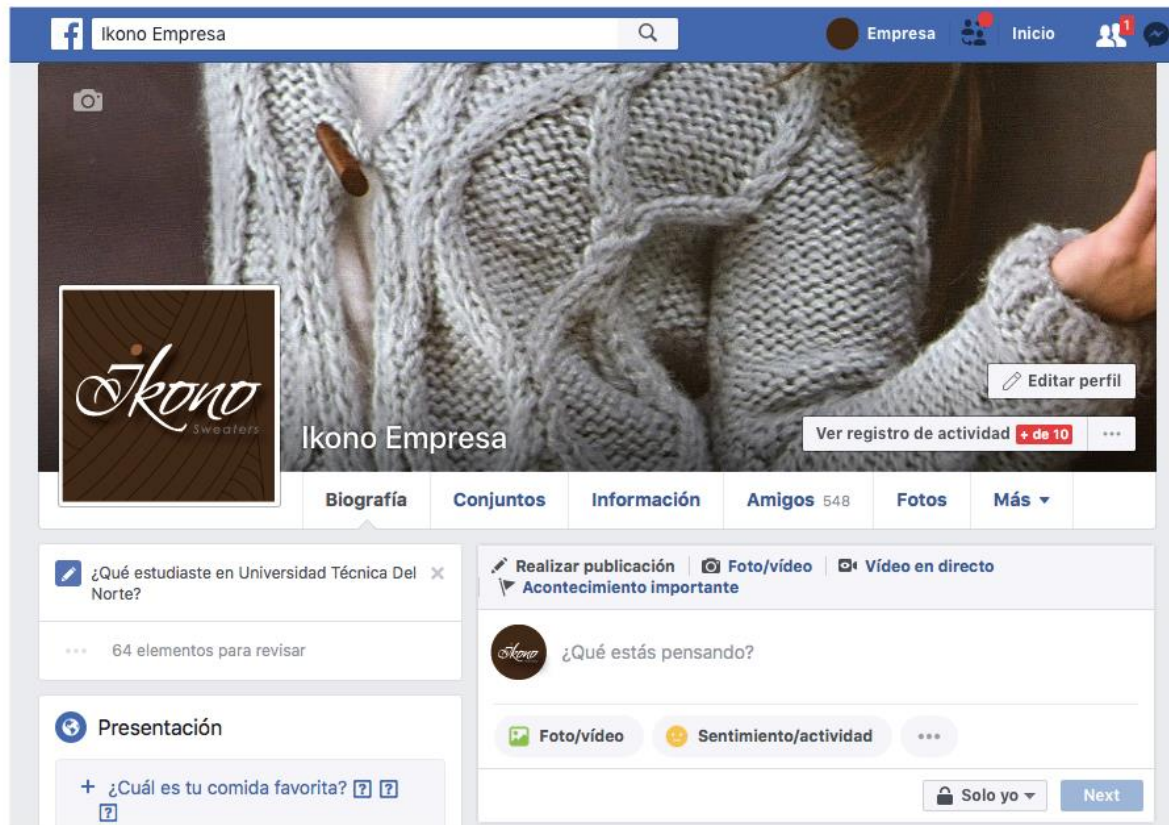 Ikono Empresa
Empresa
Inicio
1
Editar perfil
Ver registro de actividad + de 10
Ikono
Sweaters
Ikono Empresa
Biografía
Conjuntos
Información
Amigos 548
Fotos
Más
¿Qué estudiaste en Universidad Técnica Del
Norte?
64 elementos para revisar
Presentación
+ ¿Cuál es tu comida favorita? ? ?
?
Realizar publicación
Foto/vídeo
Vídeo en directo
Acontecimiento importante
Ikono
¿Qué estás pensando?
Foto/vídeo
Sentimiento/actividad
Solo yo
Next